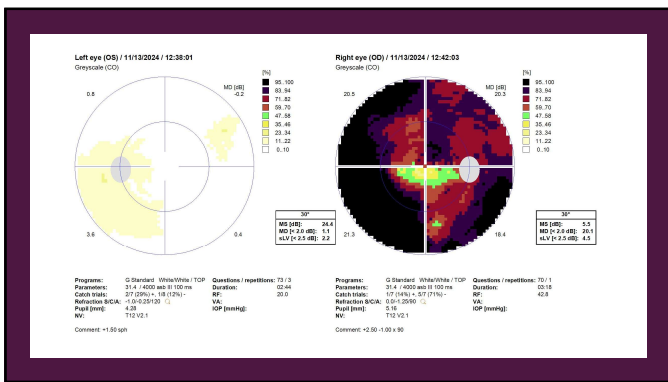 Left eye (OS) / 11/13/2024 / 12:38:01
Greyscale (CO)
[%]
MD [dB]
0.8
-0.2
3.6
0.4
95..100
83..94
71..82
59..70
47..58
35..46
23..34
11..22
0..10
30°
MS [dB]: 24.4
MD [< 2.0 dB]: 1.1
sLV [< 2.5 dB]: 2.2
Programs: G Standard White/White / TOP
Parameters: 31.4 / 4000 asb III 100 ms
Catch trials: 2/7 (29%) +, 1/8 (12%) -
Refraction S/C/A: -1.0/-0.25/120
Pupil [mm]: 4.28
NV: T12 V2.1
Questions / repetitions: 73 / 3
Duration: 02:44
RF: 20.0
VA:
IOP [mmHg]:
Comment: +1.50 sph
Right eye (OD) / 11/13/2024 / 12:42:03
Greyscale (CO)
[%]
MD [dB]
20.5
20.3
21.3
18.4
95..100
83..94
71..82
59..70
47..58
35..46
23..34
11..22
0..10
30°
MS [dB]: 5.5
MD [< 2.0 dB]: 20.1
sLV [< 2.5 dB]: 4.5
Programs: G Standard White/White / TOP
Parameters: 31.4 / 4000 asb III 100 ms
Catch trials: 1/7 (14%) +, 5/7 (71%) -
Refraction S/C/A: 0.0/-1.25/90
Pupil [mm]: 5.16
NV: T12 V2.1
Questions / repetitions: 70 / 1
Duration: 03:18
RF: 42.8
VA:
IOP [mmHg]:
Comment: +2.50 -1.00 x 90